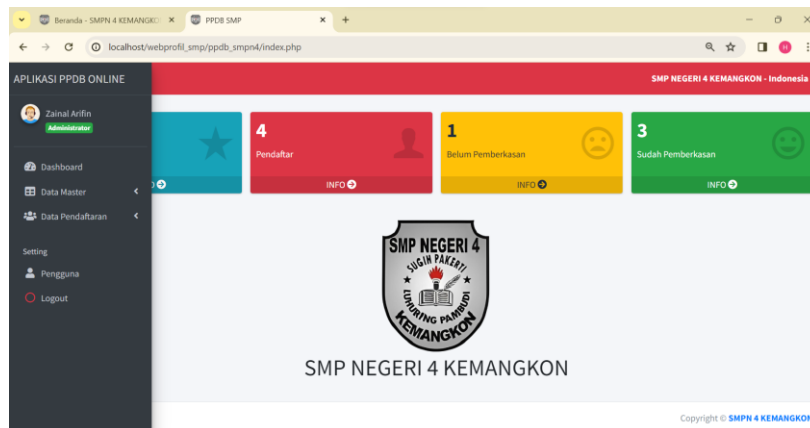 Beranda - SMPN 4 KEMANGKO
PPDB SMP
localhost/webprofil_smp/ppdb_smpn4/index.php
H
APLIKASI PPDB ONLINE
SMP NEGERI 4 KEMANGKON - Indonesia
Zainal Arifin
Administrator
Dashboard
Data Master
Data Pendaftaran
Setting
Pengguna
Logout
4
Pendaftar
INFO
1
Belum Pemberkasan
INFO
3
Sudah Pemberkasan
INFO
SMP NEGERI 4
SUGIH PAKERTI
LUHURING PAMBUDI
KEMANGKON
SMP NEGERI 4 KEMANGKON
Copyright © SMPN 4 KEMANGKON